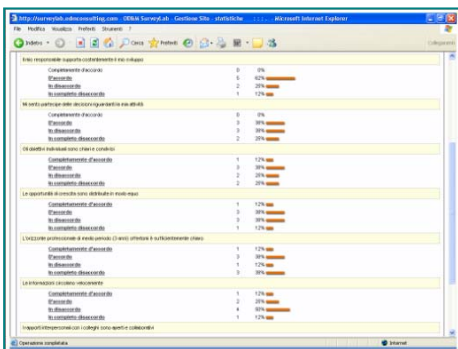 http://surveylab.odmconsulting.com - ODM SurveyLab - Gestione Site - statistiche - Microsoft Internet Explorer
File Modifica Visualizza Preferiti Strumenti ?
Indietro Cerca Preferiti Collegamenti
Il mio responsabile supporta costantemente il mio sviluppo
Completamente d'accordo 0 0%
D'accordo 5 62%
In disaccordo 2 25%
In completo disaccordo 1 12%
Mi sento partecipe delle decisioni riguardanti le mie attività
Completamente d'accordo 0 0%
D'accordo 3 38%
In disaccordo 3 38%
In completo disaccordo 2 25%
Gli obiettivi individuali sono chiari e condivisi
Completamente d'accordo 1 12%
D'accordo 3 38%
In disaccordo 2 25%
In completo disaccordo 2 25%
Le opportunità di crescita sono distribuite in modo equo
Completamente d'accordo 1 12%
D'accordo 3 38%
In disaccordo 3 38%
In completo disaccordo 1 12%
L'orizzonte professionale di medio periodo (3 anni) offertomi è sufficientemente chiaro
Completamente d'accordo 1 12%
D'accordo 3 38%
In disaccordo 1 12%
In completo disaccordo 3 38%
Le informazioni circolano velocemente
Completamente d'accordo 1 12%
D'accordo 2 25%
In disaccordo 4 50%
In completo disaccordo 1 12%
I rapporti interpersonali con i colleghi sono aperti e collaborativi
Operazione completata Internet